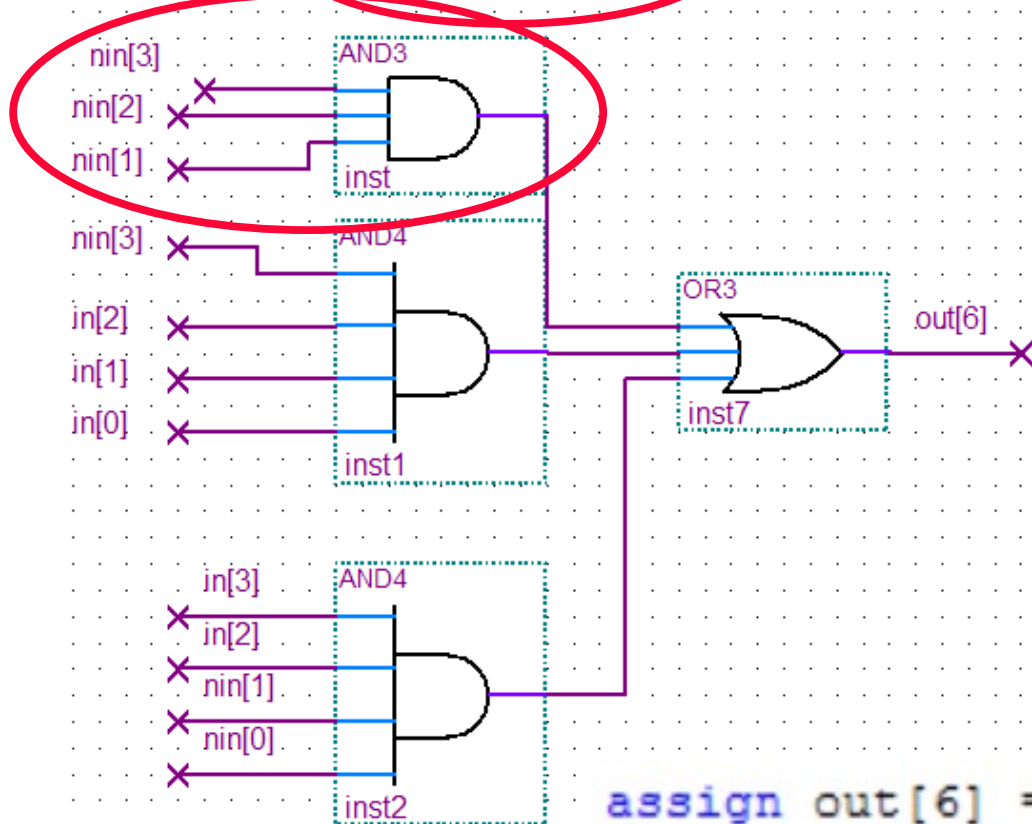 nin[3]
AND3
nin[2]
nin[1]
inst
nin[3]
AND4
in[2]
in[1]
in[0]
inst1
OR3
out[6]
inst7
in[3]
AND4
in[2]
nin[1]
nin[0]
inst2
assign out[6] =